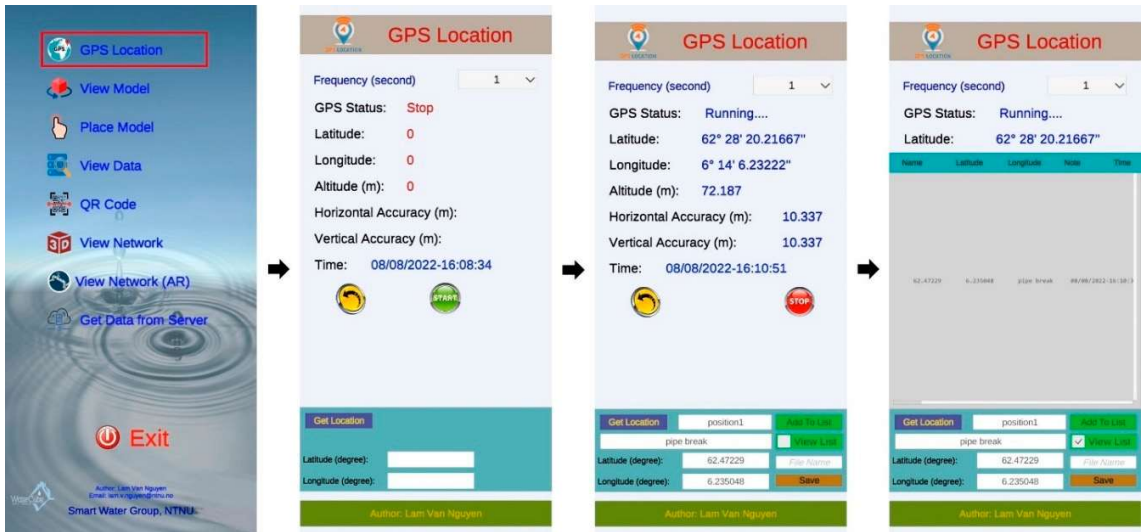 GPS Location
View Model
Place Model
View Data
QR Code
View Network
View Network (AR)
Get Data from Server
Exit
Author: Lam Van Nguyen
Email: lam.v.nguyen@ntnu.no
Smart Water Group, NTNU
GPS Location
Frequency (second) 1
GPS Status: Stop
Latitude: 0
Longitude: 0
Altitude (m): 0
Horizontal Accuracy (m):
Vertical Accuracy (m):
Time: 08/08/2022-16:08:34
START
Get Location
Latitude (degree):
Longitude (degree):
Author: Lam Van Nguyen
GPS Location
Frequency (second) 1
GPS Status: Running....
Latitude: 62° 28' 20.21667"
Longitude: 6° 14' 6.23222"
Altitude (m): 72.187
Horizontal Accuracy (m): 10.337
Vertical Accuracy (m): 10.337
Time: 08/08/2022-16:10:51
STOP
Get Location position1 Add To List
pipe break View List
Latitude (degree): 62.47229 File Name
Longitude (degree): 6.235048 Save
Author: Lam Van Nguyen
GPS Location
Frequency (second) 1
GPS Status: Running....
Latitude: 62° 28' 20.21667"
Name Latitude Longitude Note Time
62.47229 6.235048 pipe break
Get Location position1 Add To List
pipe break View List
Latitude (degree): 62.47229 File Name
Longitude (degree): 6.235048 Save
Author: Lam Van Nguyen